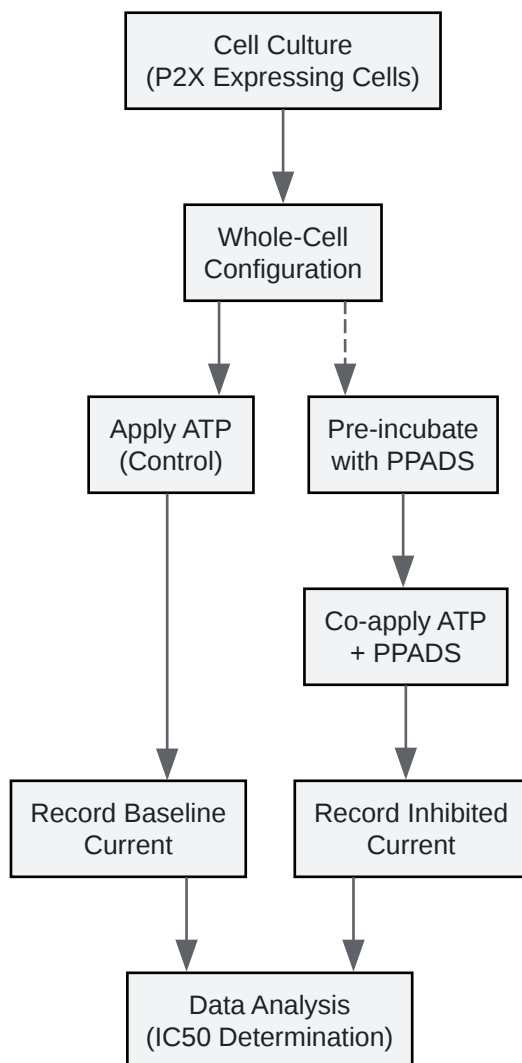 Cell Culture
(P2X Expressing Cells)
Whole-Cell
Configuration
Apply ATP
(Control)
Pre-incubate
with PPADS
Co-apply ATP
+ PPADS
Record Baseline
Current
Record Inhibited
Current
Data Analysis
(IC50 Determination)